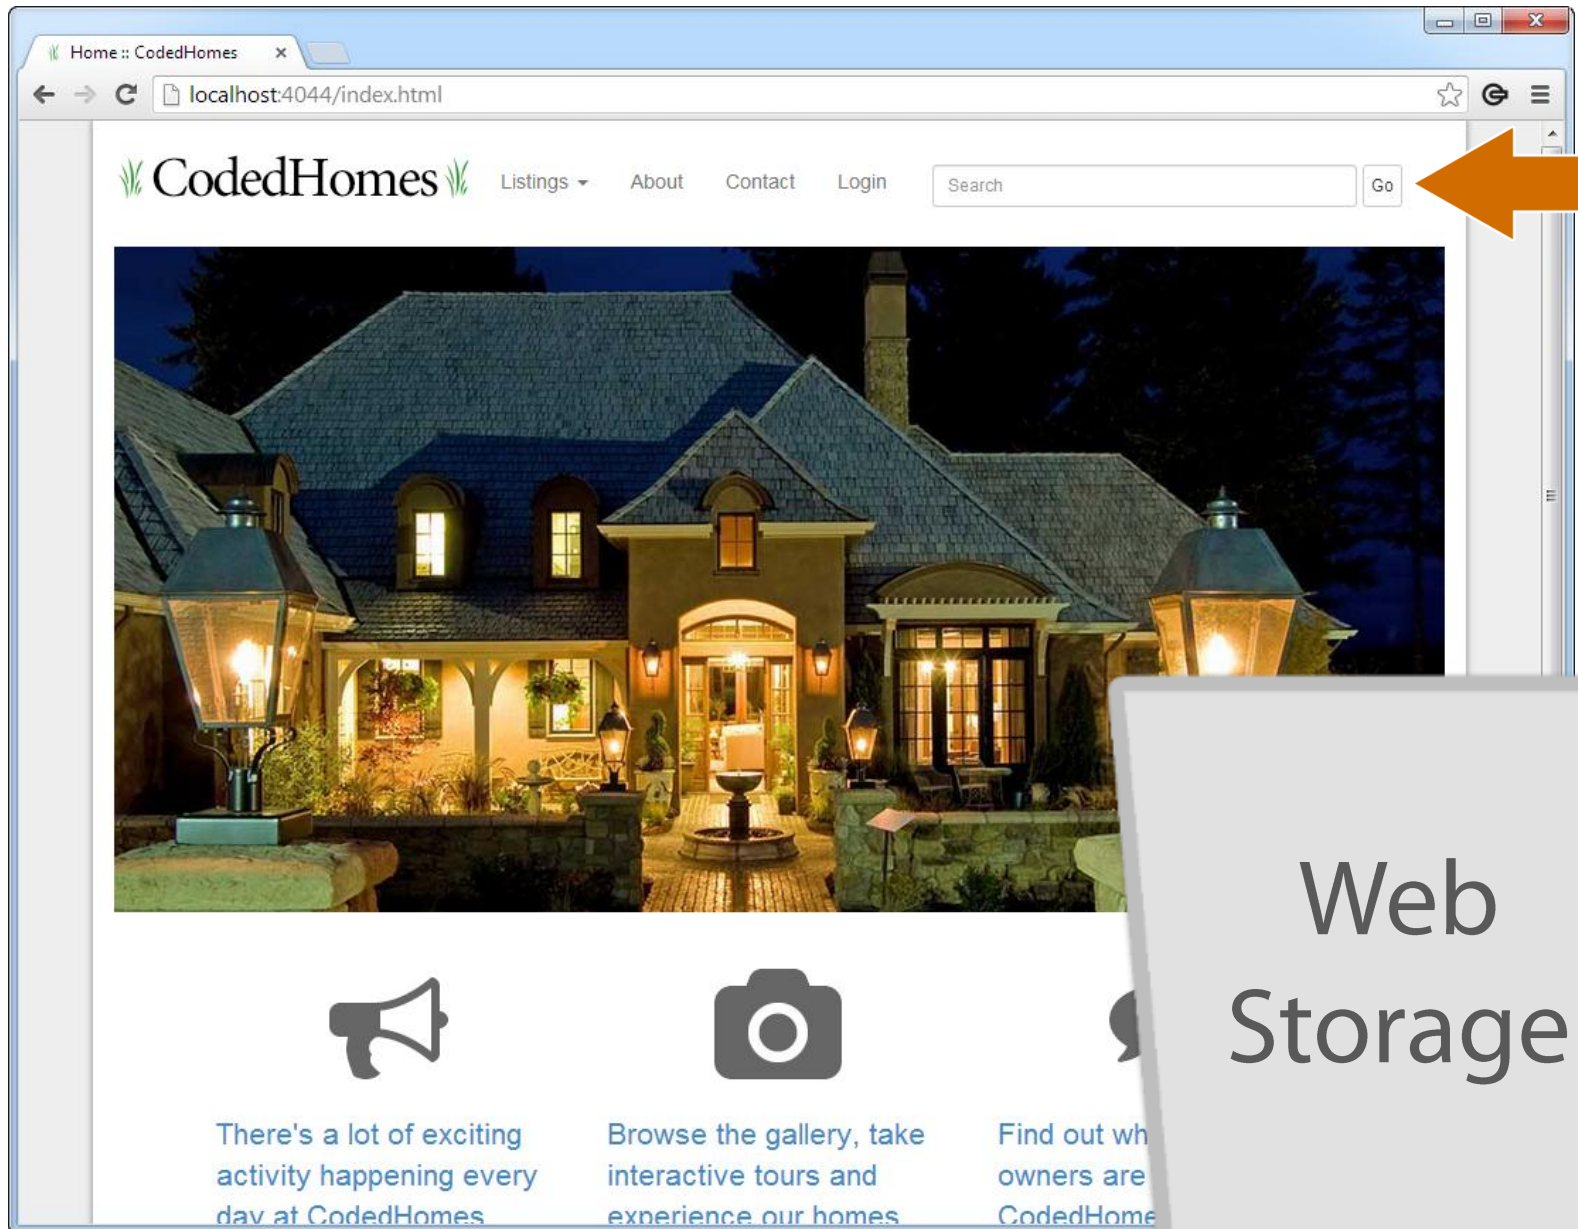 Home :: CodedHomes
localhost:4044/index.html
CodedHomes
Listings
About
Contact
Login
Search
Go
Web
Storage
There's a lot of exciting
activity happening every
day at CodedHomes
Browse the gallery, take
interactive tours and
experience our homes
Find out wh
owners are
CodedHome